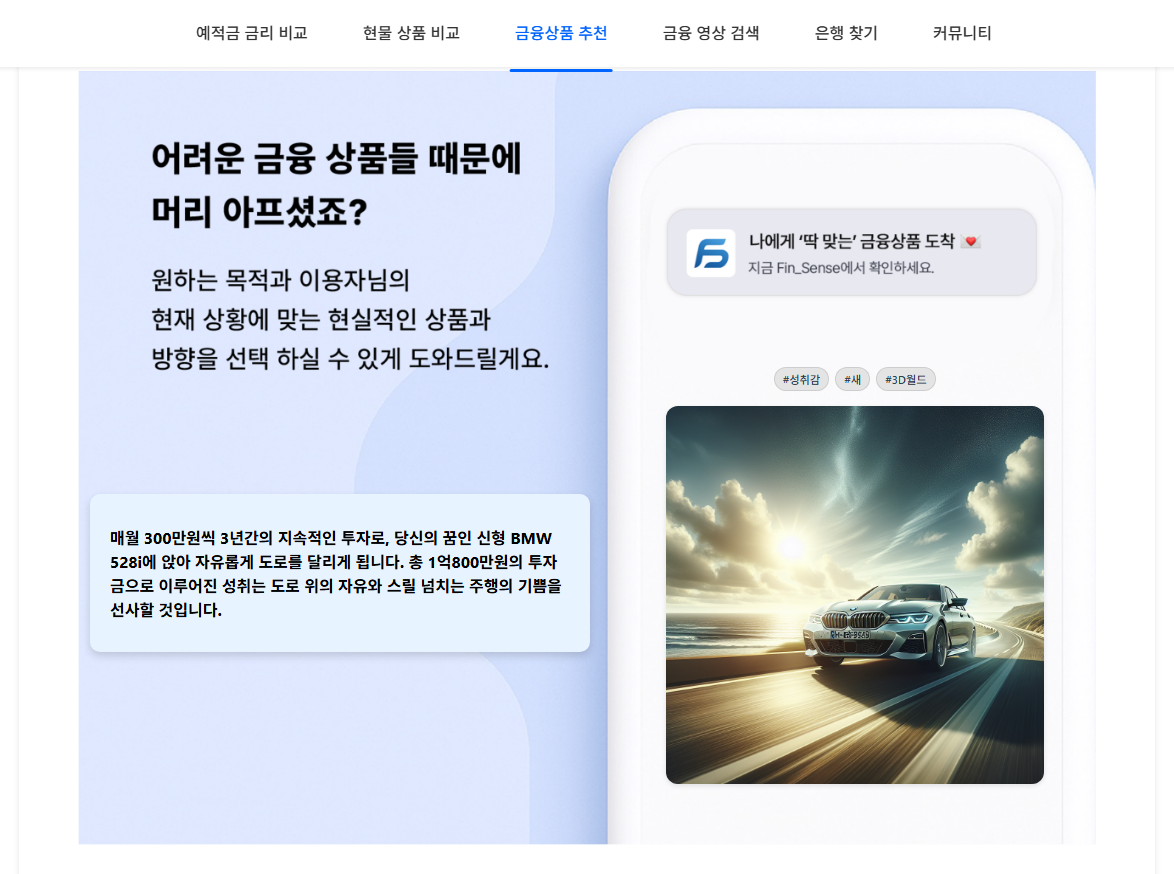 예적금 금리 비교
현물 상품 비교
금융상품 추천
금융 영상 검색
은행 찾기
커뮤니티
어려운 금융 상품들 때문에
머리 아프셨죠?
원하는 목적과 이용자님의
현재 상황에 맞는 현실적인 상품과
방향을 선택 하실 수 있게 도와드릴게요.
매월 300만원씩 3년간의 지속적인 투자로, 당신의 꿈인 신형 BMW
528i에 앉아 자유롭게 도로를 달리게 됩니다. 총 1억800만원의 투자
금으로 이루어진 성취는 도로 위의 자유와 스릴 넘치는 주행의 기쁨을
선사할 것입니다.
나에게 ‘딱 맞는’ 금융상품 도착 💌
지금 Fin_Sense에서 확인하세요.
#성취감
#새
#3D월드